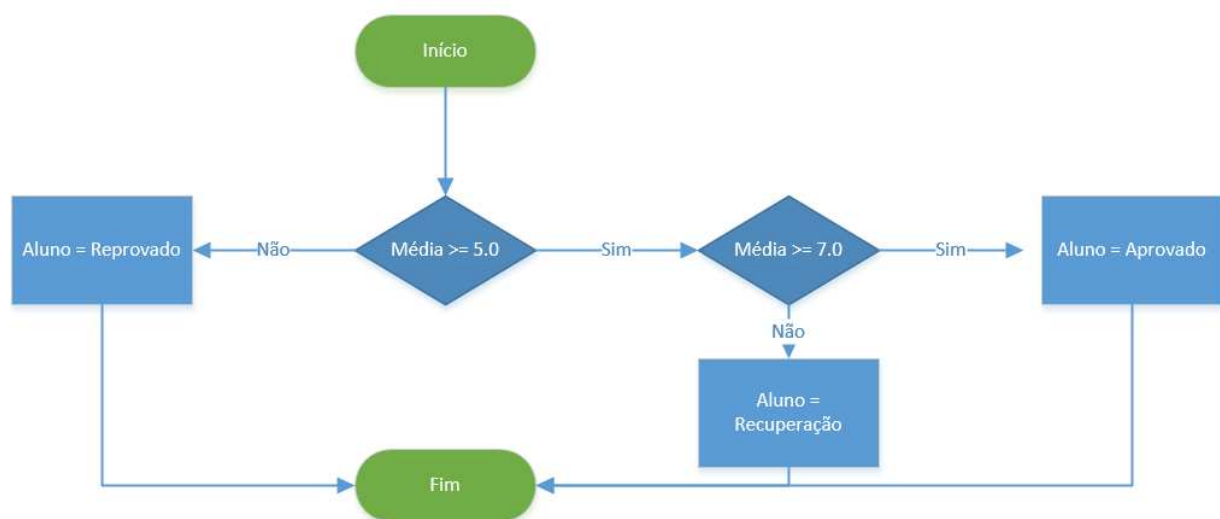 Início
Aluno = Reprovado
Não
Média >= 5.0
Sim
Média >= 7.0
Sim
Aluno = Aprovado
Não
Aluno =
Recuperação
Fim